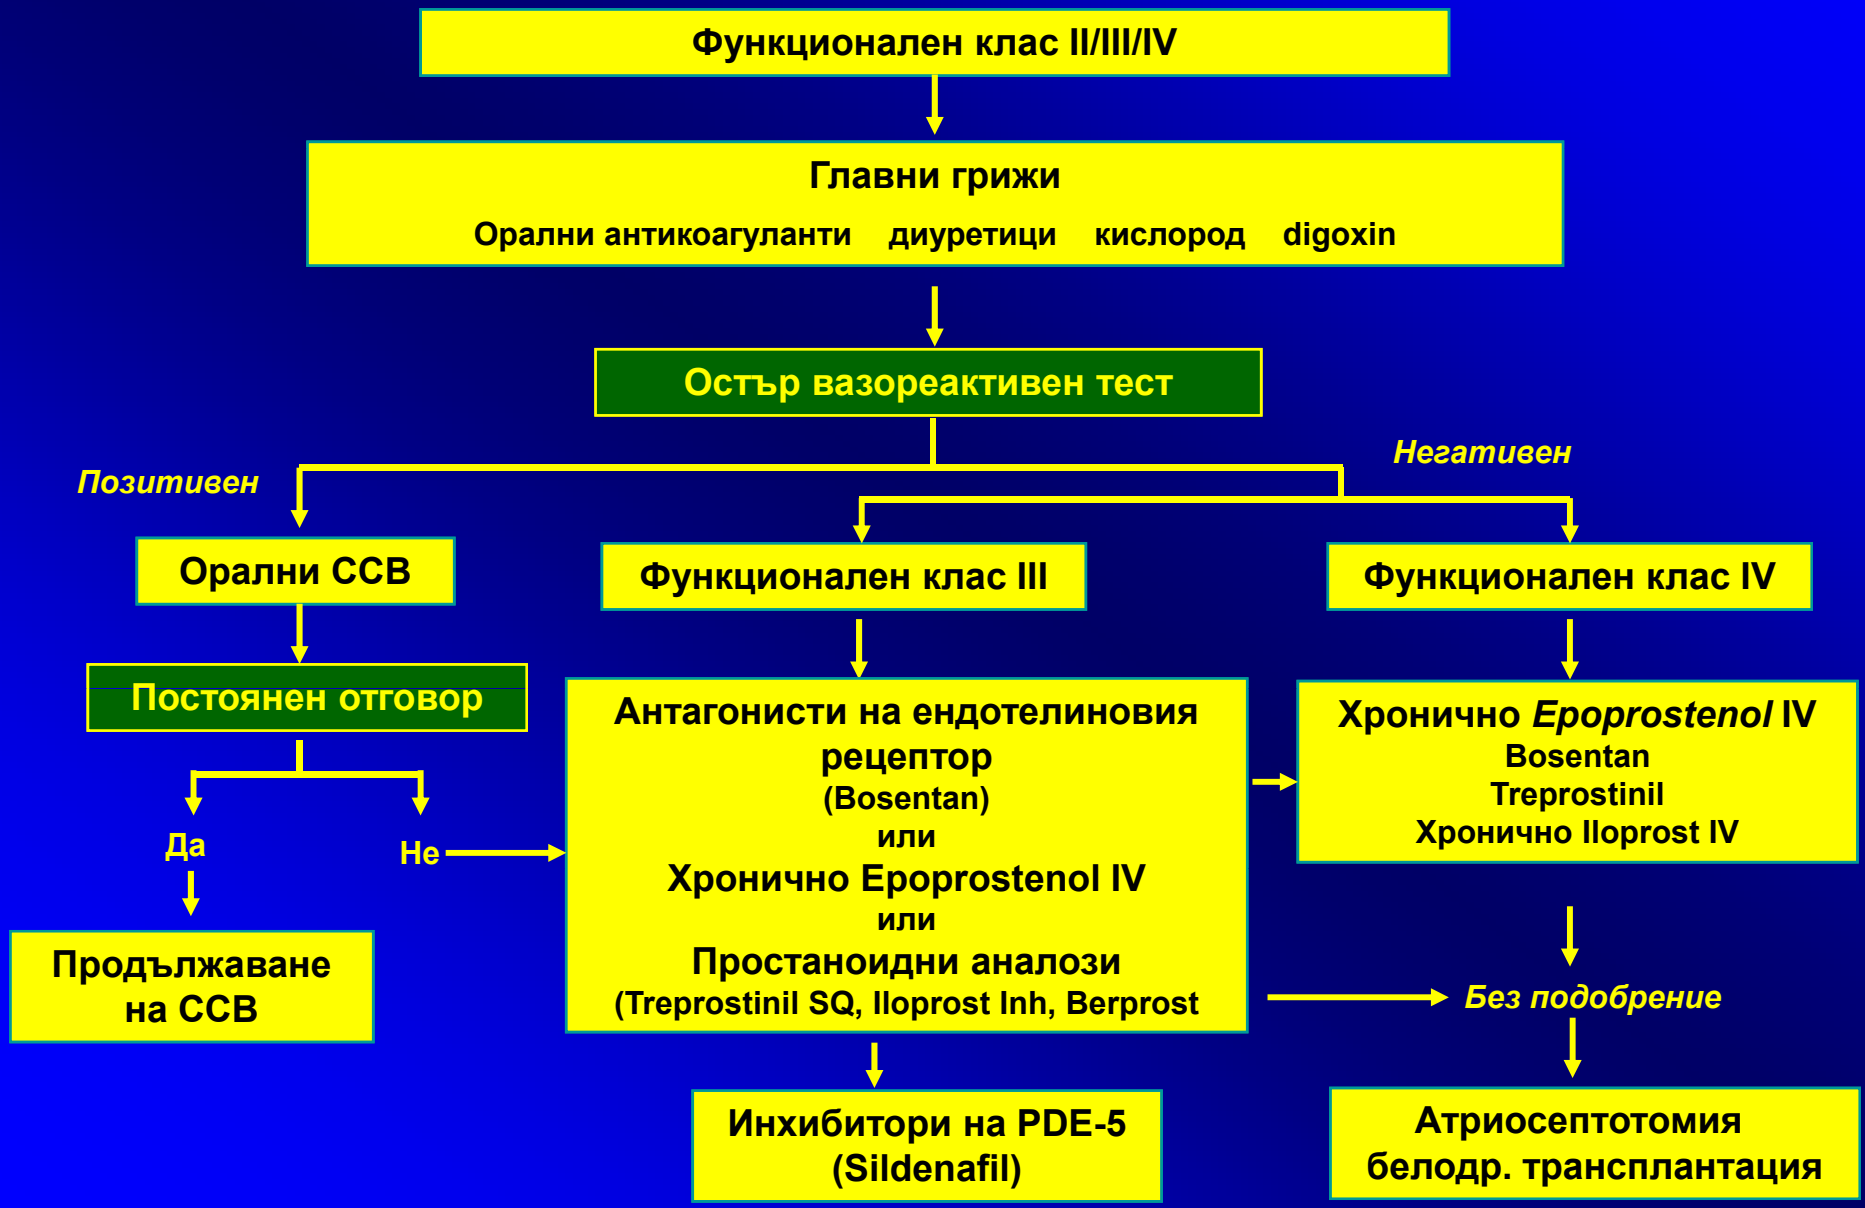 Функционален клас II/III/IV
Главни грижи
Орални антикоагуланти диуретици кислород digoxin
Остър вазореактивен тест
Позитивен
Негативен
Орални ССВ
Функционален клас III
Функционален клас IV
Постоянен отговор
Да
Не
Продължаване
на ССВ
Антагонисти на ендотелиновия
рецептор
(Bosentan)
или
Хронично Epoprostenol IV
или
Простаноидни аналози
(Treprostinil SQ, Iloprost Inh, Berprost
Хронично Epoprostenol IV
Bosentan
Treprostinil
Хронично Iloprost IV
Без подобрение
Инхибитори на PDE-5
(Sildenafil)
Атриосептотомия
белодр. трансплантация